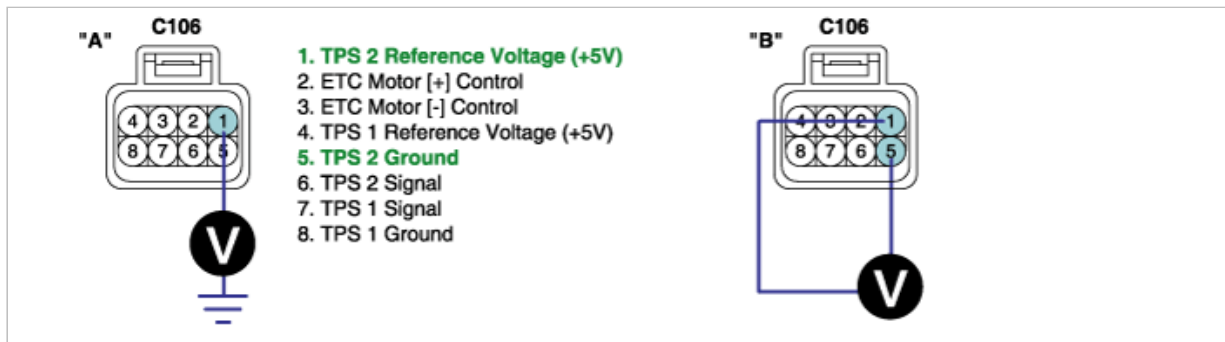 "A" C106
1. TPS 2 Reference Voltage (+5V)
2. ETC Motor [+] Control
3. ETC Motor [-] Control
4. TPS 1 Reference Voltage (+5V)
5. TPS 2 Ground
6. TPS 2 Signal
7. TPS 1 Signal
8. TPS 1 Ground
4 3 2 1
8 7 6 5
V
"B" C106
4 3 2 1
8 7 6 5
V